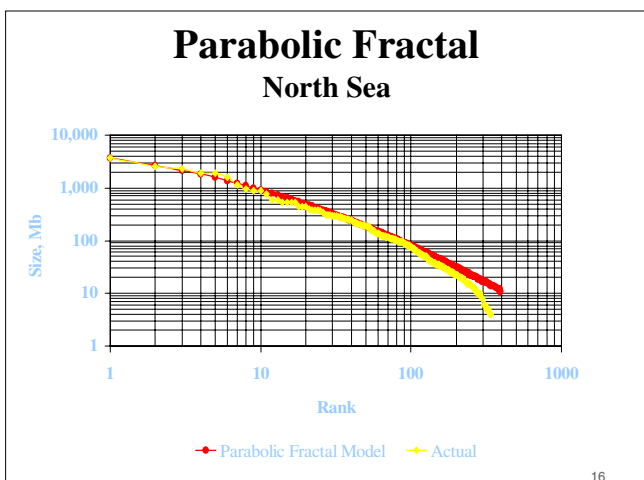 Parabolic Fractal
North Sea
10,000
1,000
100
10
1
Size, Mb
1 10 100 1000
Rank
Parabolic Fractal Model Actual
16